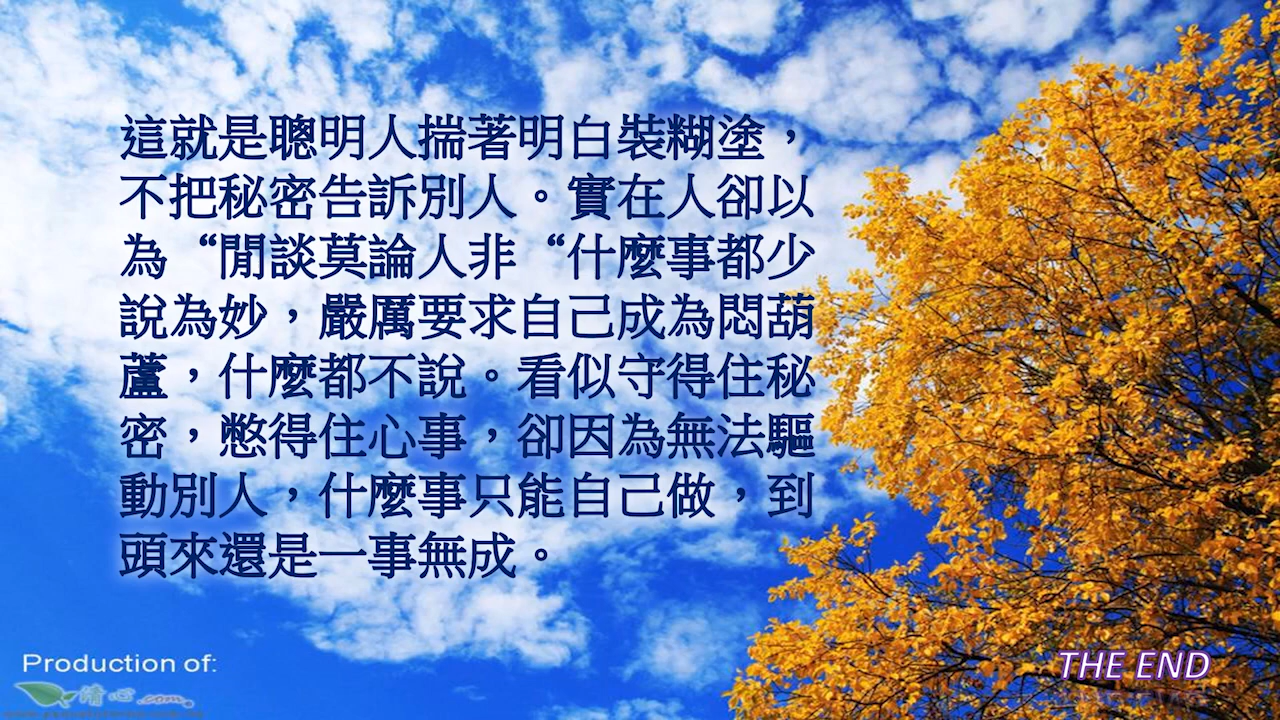 這就是聰明人揣著明白裝糊塗，
不把秘密告訴別人。實在人卻以
為“閒談莫論人非“什麼事都少
說為妙，嚴厲要求自己成為悶葫
蘆，什麼都不說。看似守得住秘
密，憋得住心事，卻因為無法驅
動別人，什麼事只能自己做，到
頭來還是一事無成。
Production of:
清心.com
THE END